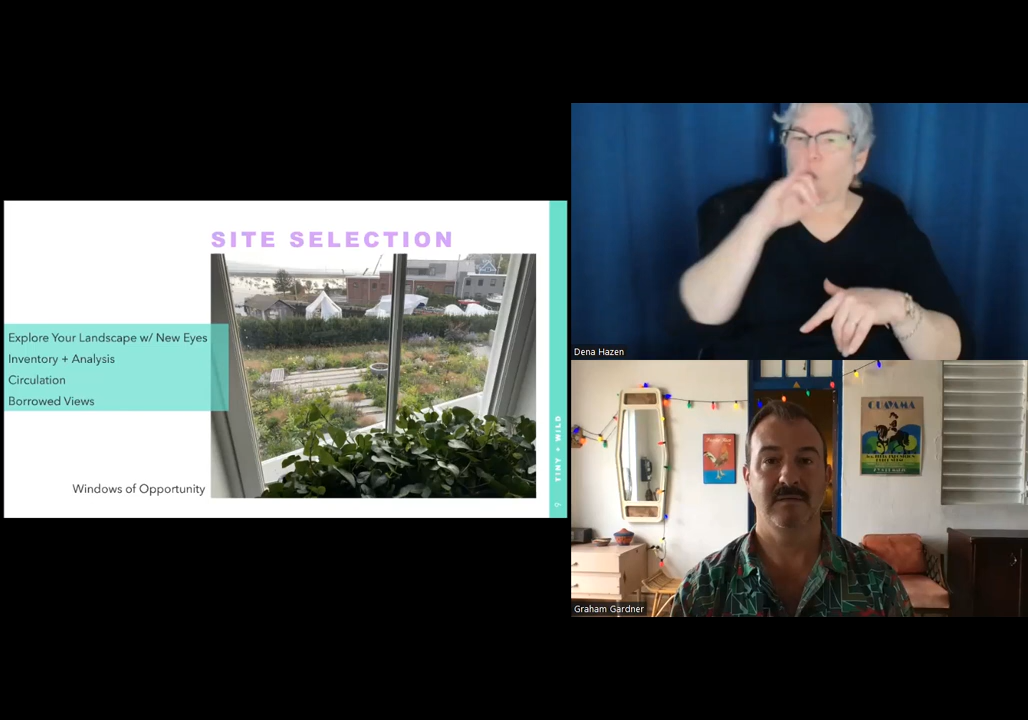 SITE SELECTION
Explore Your Landscape w/ New Eyes
Inventory + Analysis
Circulation
Borrowed Views
Windows of Opportunity
TINY + WILD
9
Dena Hazen
GUAYAMA
Graham Gardner